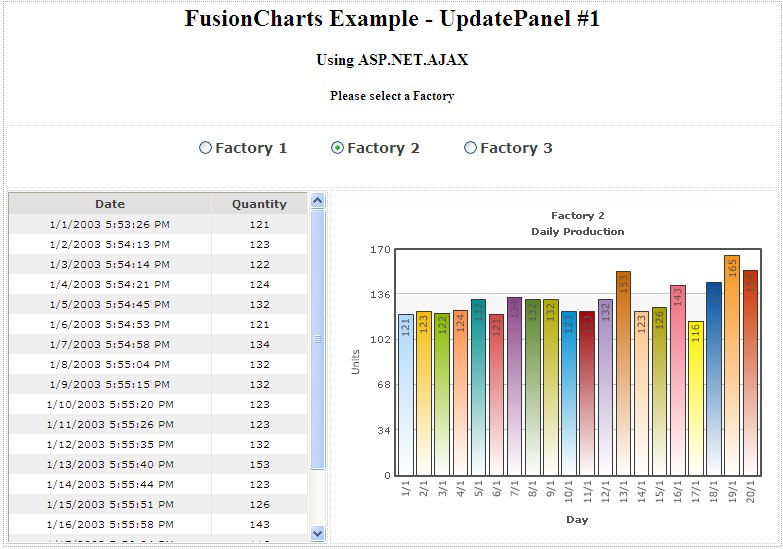 FusionCharts Example - UpdatePanel #1
Using ASP.NET.AJAX
Please select a Factory
Factory 1 Factory 2 Factory 3
Date Quantity
1/1/2003 5:53:26 PM 121
1/2/2003 5:54:13 PM 123
1/3/2003 5:54:14 PM 122
1/4/2003 5:54:21 PM 124
1/5/2003 5:54:45 PM 132
1/6/2003 5:54:53 PM 121
1/7/2003 5:54:58 PM 134
1/8/2003 5:55:04 PM 132
1/9/2003 5:55:15 PM 132
1/10/2003 5:55:20 PM 123
1/11/2003 5:55:26 PM 123
1/12/2003 5:55:35 PM 132
1/13/2003 5:55:40 PM 153
1/14/2003 5:55:44 PM 123
1/15/2003 5:55:51 PM 126
1/16/2003 5:55:58 PM 143
Factory 2
Daily Production
170
136
102
68
34
0
Units
121 123 122 124 132 121 134 132 132 123 123 132 153 123 126 143 116 165
1/1 2/1 3/1 4/1 5/1 6/1 7/1 8/1 9/1 10/1 11/1 12/1 13/1 14/1 15/1 16/1 17/1 18/1 19/1 20/1
Day